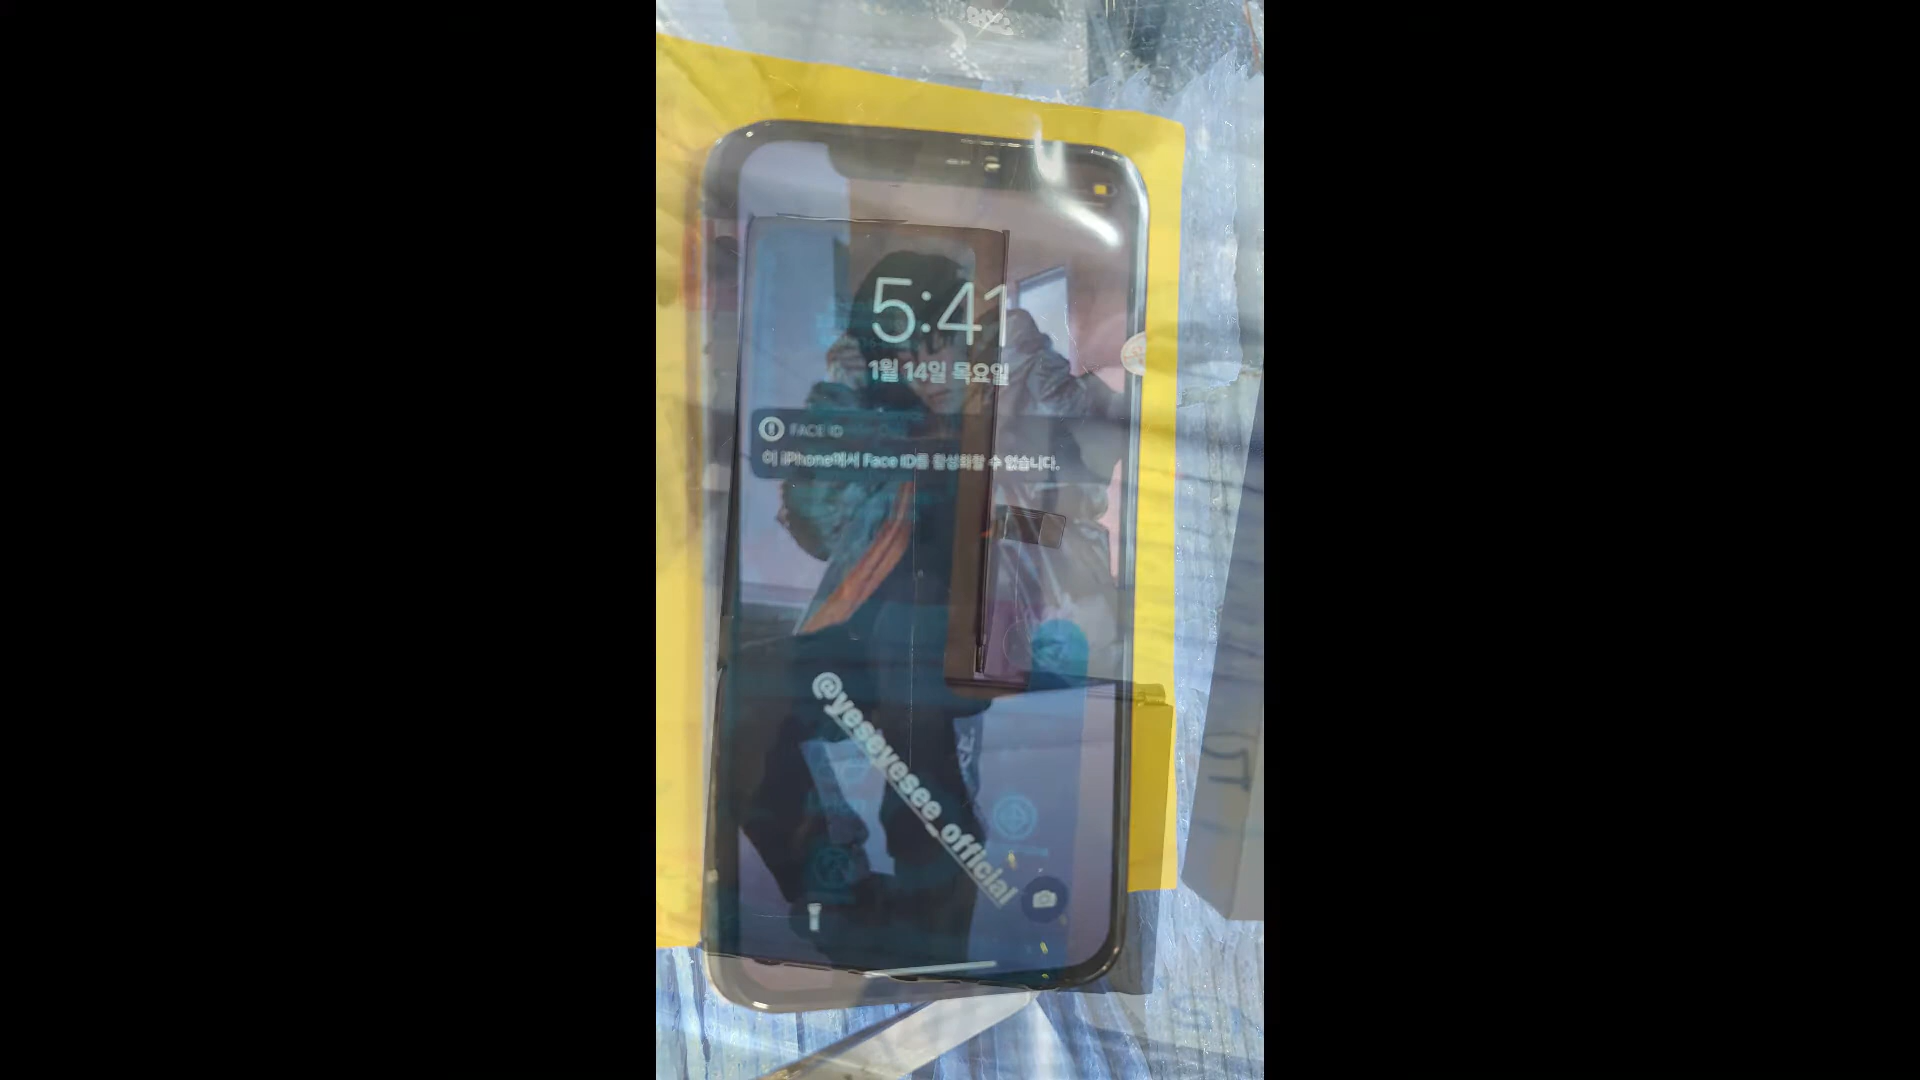 5:41
1월 14일 목요일
FACE ID
이 iPhone에서 Face ID를 활성화할 수 없습니다.
@yeseyesee_official